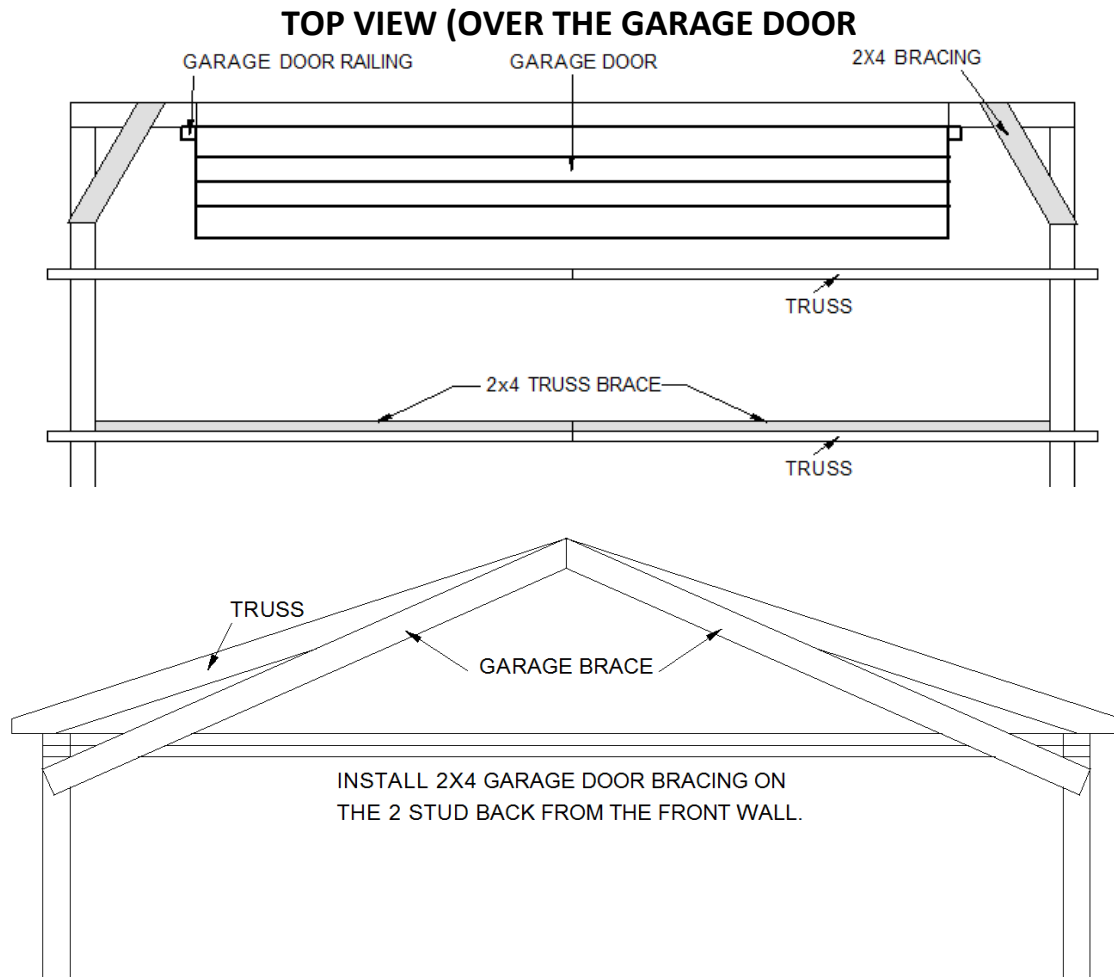 TOP VIEW (OVER THE GARAGE DOOR
GARAGE DOOR RAILING
GARAGE DOOR
2X4 BRACING
TRUSS
2x4 TRUSS BRACE
TRUSS
TRUSS
GARAGE BRACE
INSTALL 2X4 GARAGE DOOR BRACING ON
THE 2 STUD BACK FROM THE FRONT WALL.